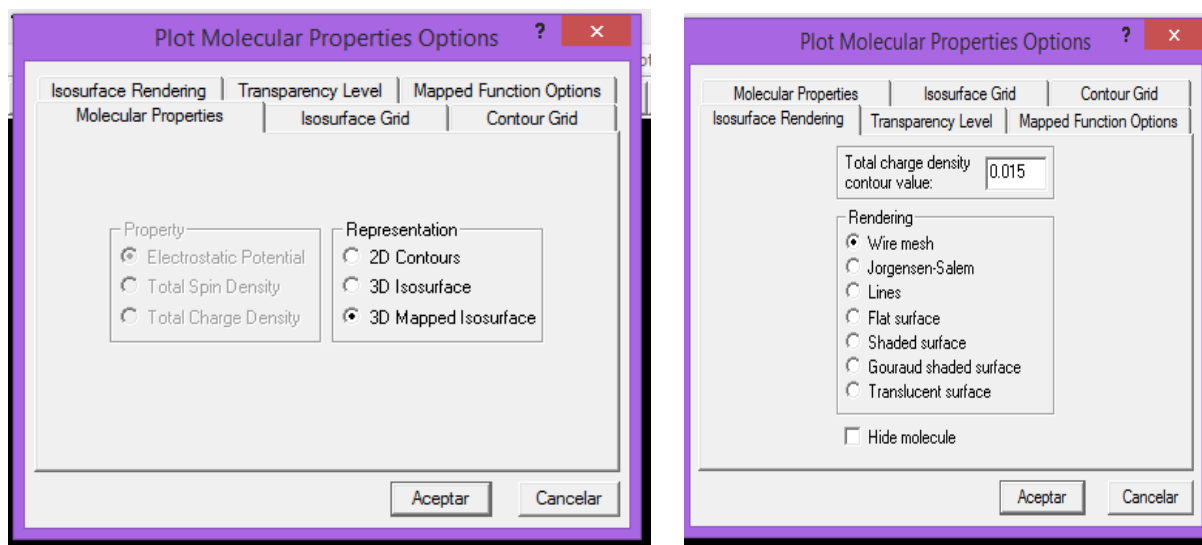 Plot Molecular Properties Options ?
Isosurface Rendering Transparency Level Mapped Function Options
Molecular Properties Isosurface Grid Contour Grid
Property
Electrostatic Potential
Total Spin Density
Total Charge Density
Representation
2D Contours
3D Isosurface
3D Mapped Isosurface
Aceptar Cancelar
Plot Molecular Properties Options ?
Molecular Properties Isosurface Grid Contour Grid
Isosurface Rendering Transparency Level Mapped Function Options
Total charge density
contour value: 0.015
Rendering
Wire mesh
Jorgensen-Salem
Lines
Flat surface
Shaded surface
Gouraud shaded surface
Translucent surface
Hide molecule
Aceptar Cancelar